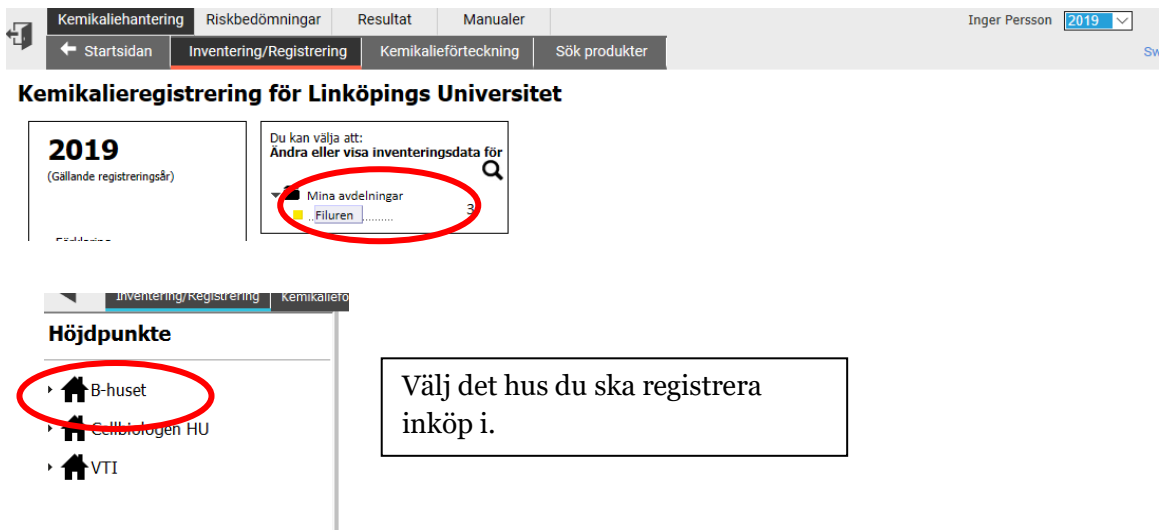 Kemikaliehantering Riskbedömningar Resultat Manualer Inger Persson 2019
Startsidan Inventering/Registrering Kemikalieförteckning Sök produkter Sw
Kemikalieregistrering för Linköpings Universitet
2019
(Gällande registreringsår)
Du kan välja att:
Ändra eller visa inventeringsdata för
Mina avdelningar
..Filuren.......... 3
Inventering/Registrering Kemikaliefö
Höjdpunkte
B-huset
Cellbiologen HU
VTI
Välj det hus du ska registrera
inköp i.